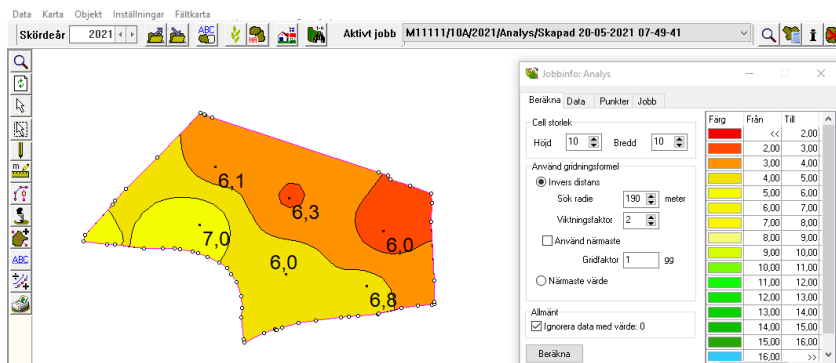 Data Karta Objekt Inställningar Fältkarta
Skördeår 2021 Aktivt jobb M11111/10A/2021/Analys/Skapad 20-05-2021 07-49-41
Jobbinfo: Analys
Beräkna Data Punkter Jobb
Cell storlek
Höjd 10 Bredd 10
Använd gridningsformel
Invers distans
Sök radie 190 meter
Viktningsfaktor 2
Använd närmaste
Gridfaktor 1 gg
Närmaste värde
Allmänt
Ignorera data med värde: 0
Beräkna
Färg Från Till
<< 2,00
2,00 3,00
3,00 4,00
4,00 5,00
5,00 6,00
6,00 7,00
7,00 8,00
8,00 9,00
9,00 10,00
10,00 11,00
11,00 12,00
12,00 13,00
13,00 14,00
14,00 15,00
15,00 16,00
16,00 >>
ABC
ABC
6,1
6,3
7,0
6,0
6,0
6,8